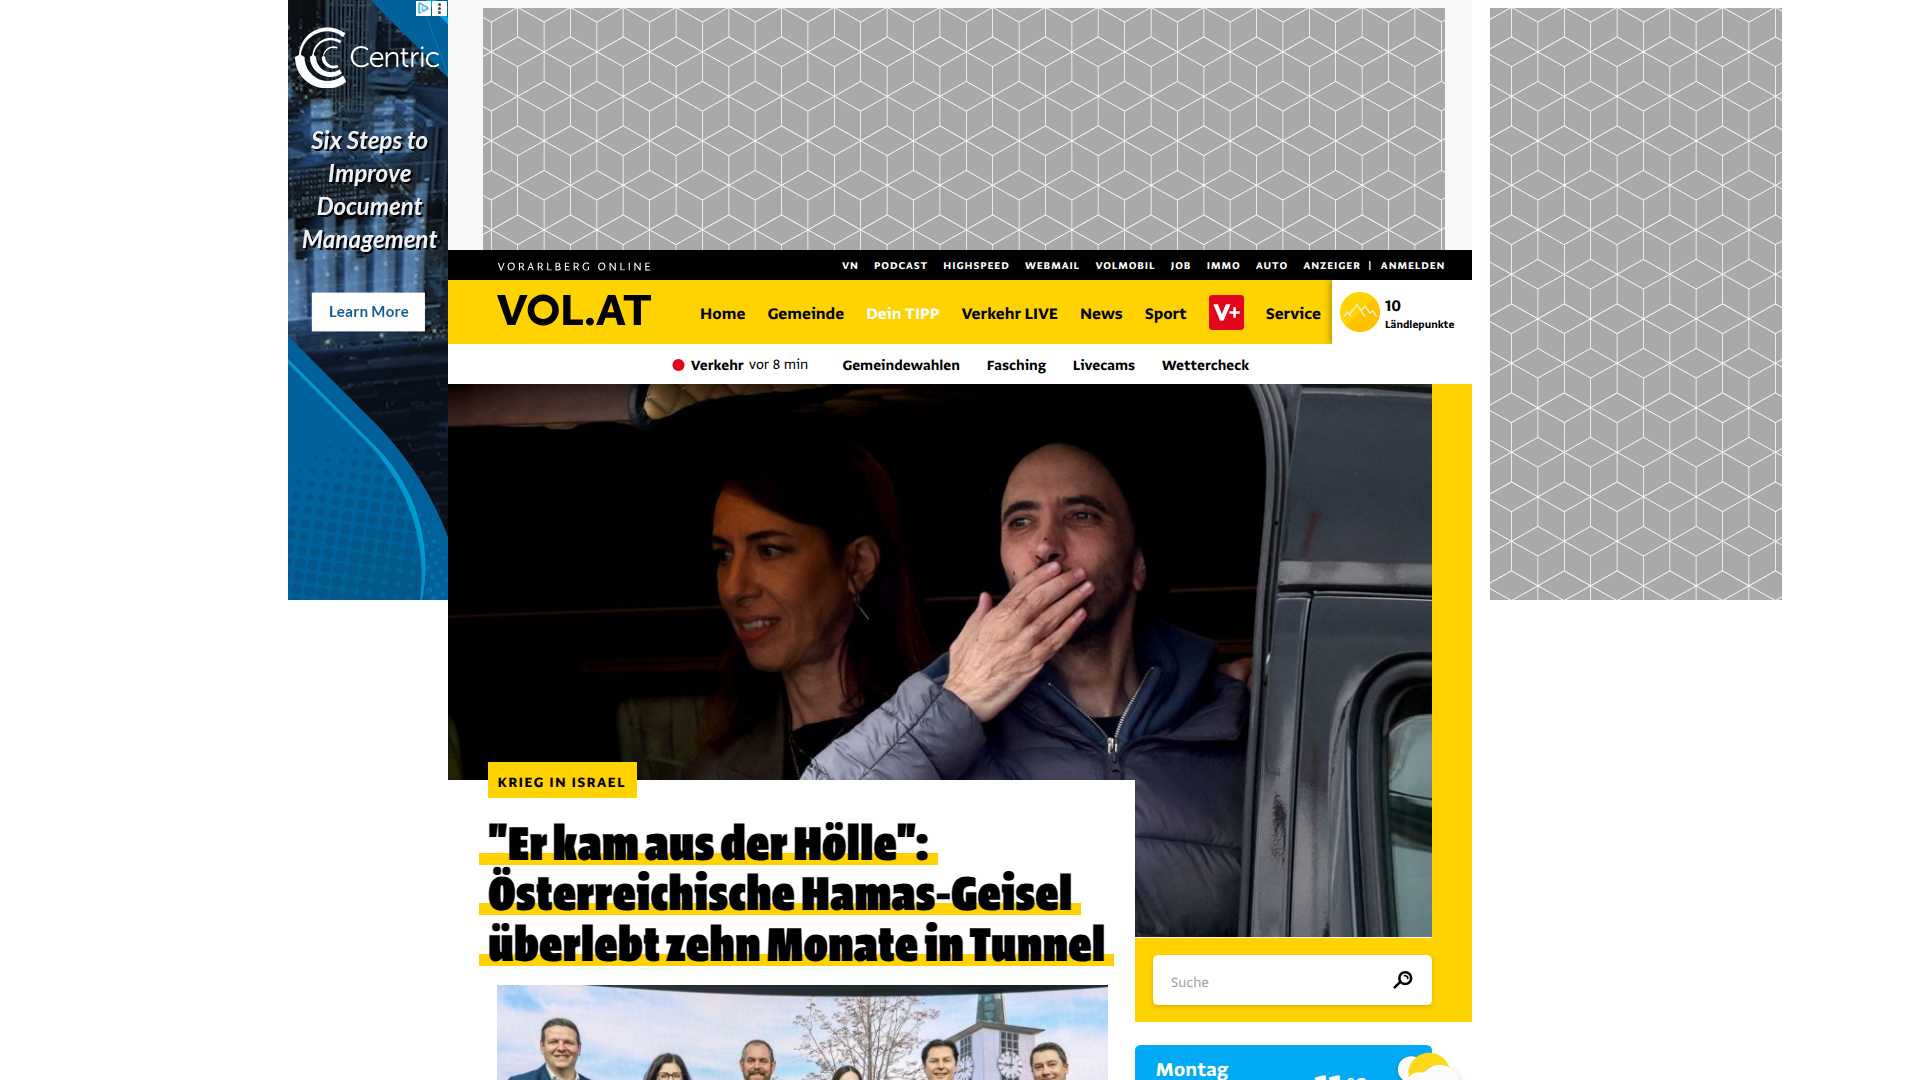 Centric
Six Steps to
Improve
Document
Management
Learn More
VORARLBERG ONLINE
VN PODCAST HIGHSPEED WEBMAIL VOLMOBIL JOB IMMO AUTO ANZEIGER | ANMELDEN
VOL.AT
Home Gemeinde Dein TIPP Verkehr LIVE News Sport V+ Service
10
Ländlepunkte
Verkehr vor 8 min Gemeindewahlen Fasching Livecams Wettercheck
KRIEG IN ISRAEL
"Er kam aus der Hölle":
Österreichische Hamas-Geisel
überlebt zehn Monate in Tunnel
Suche
Montag